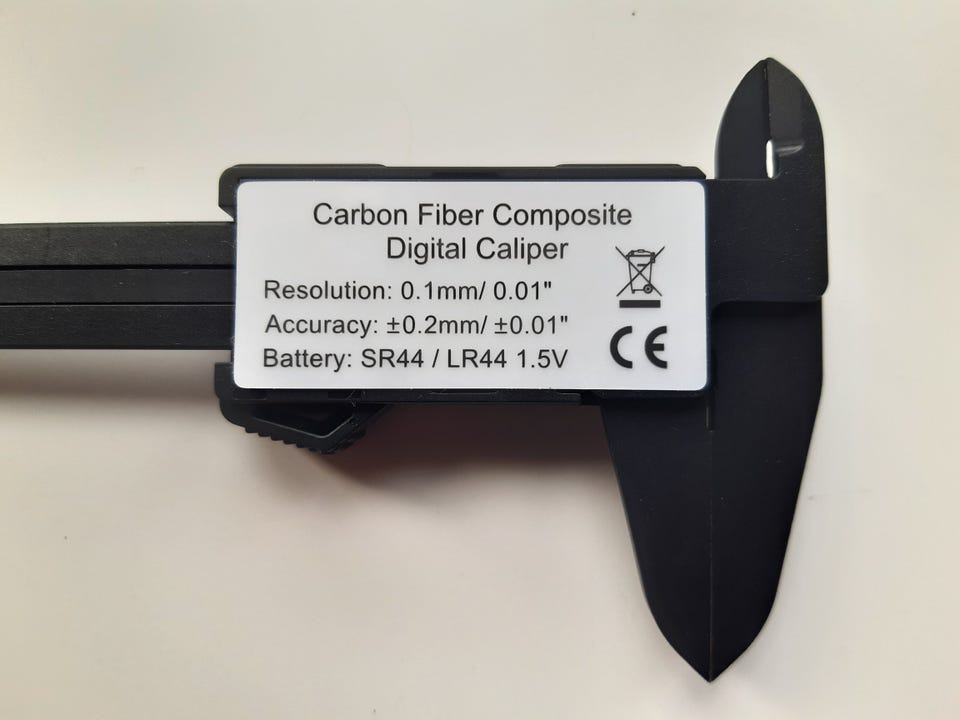 Carbon Fiber Composite
Digital Caliper
Resolution: 0.1mm/ 0.01"
Accuracy: ±0.2mm/ ±0.01"
Battery: SR44 / LR44 1.5V
CE